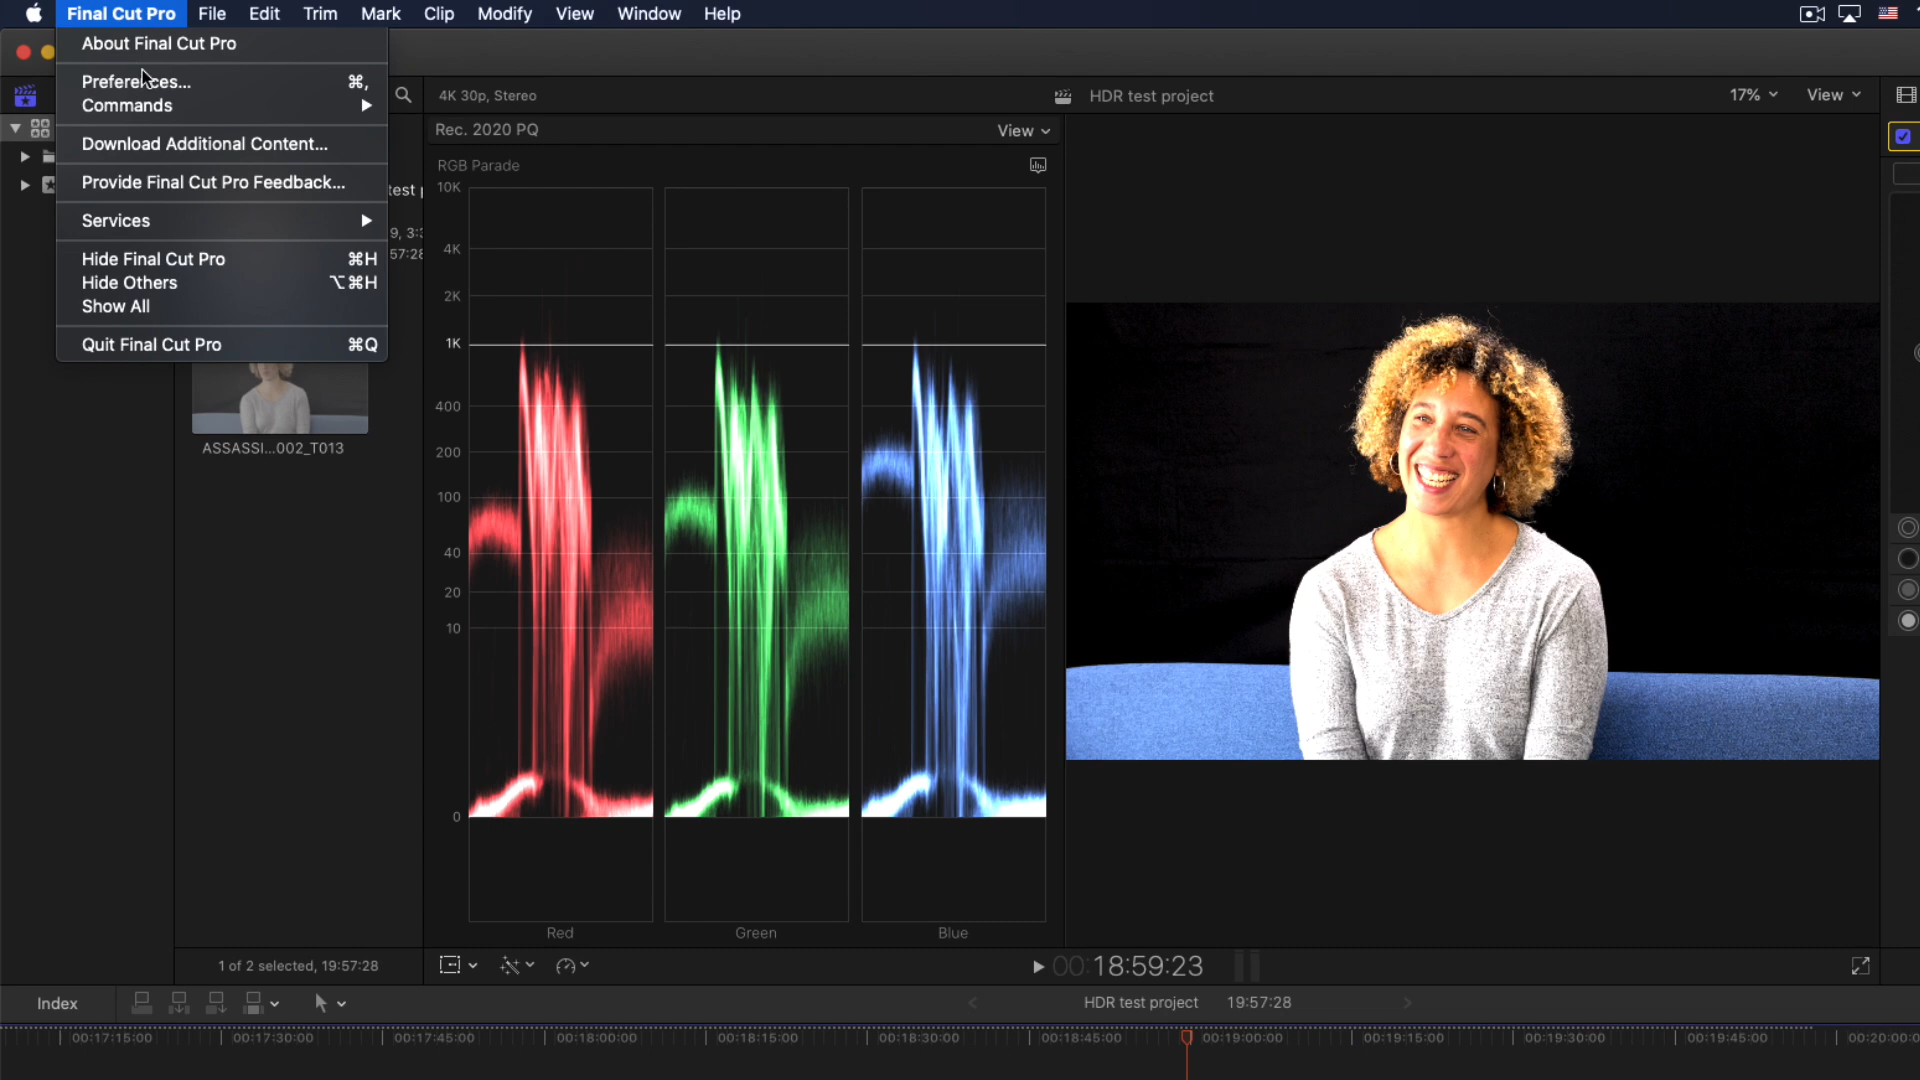 Final Cut Pro File Edit Trim Mark Clip Modify View Window Help
About Final Cut Pro
Preferences... ⌘,
Commands
Download Additional Content...
Provide Final Cut Pro Feedback...
Services
Hide Final Cut Pro ⌘H
Hide Others ⌥⌘H
Show All
Quit Final Cut Pro ⌘Q
4K 30p, Stereo
HDR test project
17% View
Rec. 2020 PQ
View
RGB Parade
10K
4K
2K
1K
400
200
100
40
20
10
0
Red Green Blue
test
9, 3:
57:28
ASSASSI...002_T013
1 of 2 selected, 19:57:28
00:18:59:23
Index
HDR test project 19:57:28
00:17:15:00 00:17:30:00 00:17:45:00 00:18:00:00 00:18:15:00 00:18:30:00 00:18:45:00 00:19:00:00 00:19:15:00 00:19:30:00 00:19:45:00 00:20:00:0